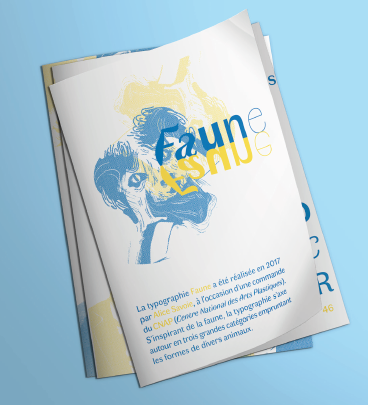 Faune
Faune
La typographie Faune a été réalisée en 2017
par Alice Savoie, à l'occasion d'une commande
du CNAP (Centre National des Arts Plastiques).
S'inspirant de la faune, la typographie s'axe
autour en trois grandes catégories empruntant
les formes de divers animaux.
S
C
R
46